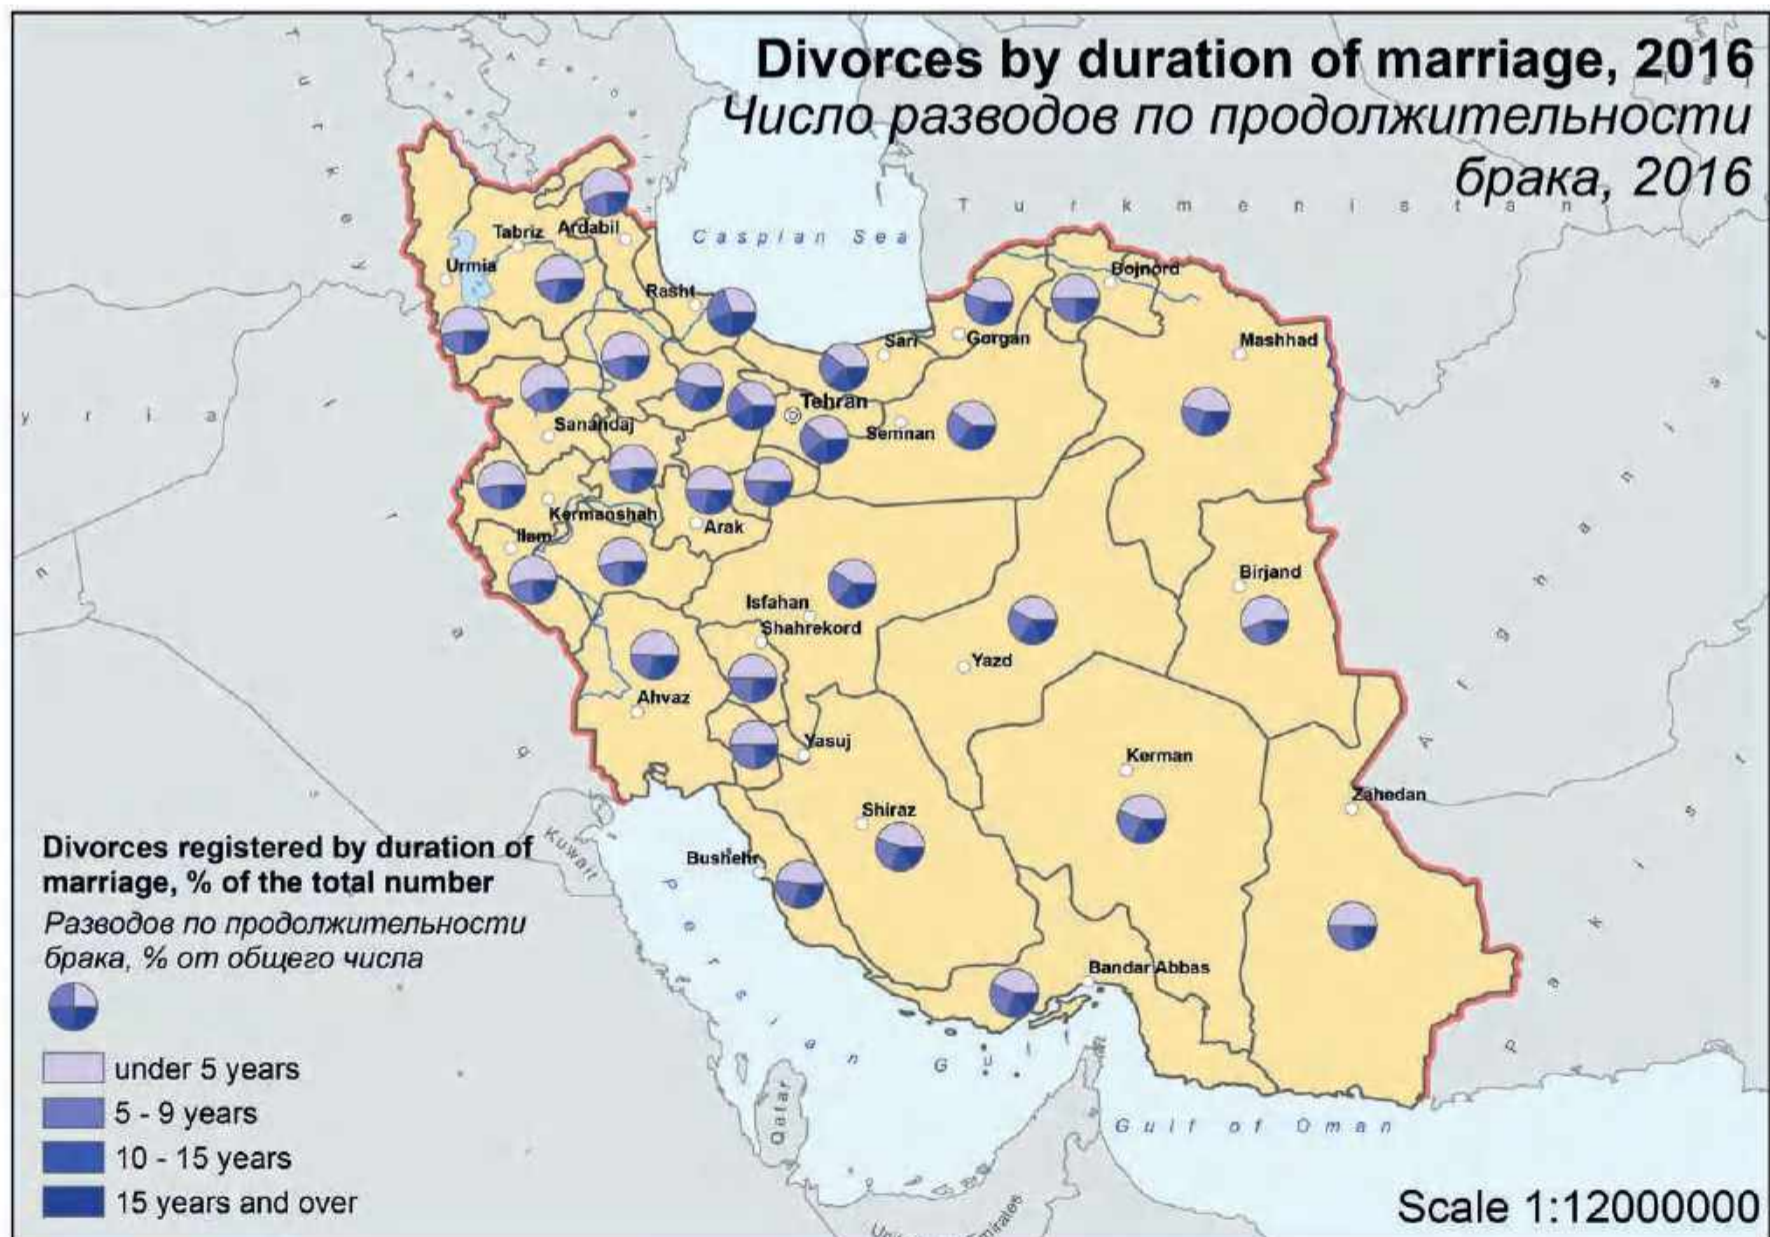 Divorces by duration of marriage, 2016
Число разводов по продолжительности
брака, 2016
Turkmenistan
Caspian Sea
Tabriz
Ardabil
Urmia
Rasht
Bojnord
Sari
Gorgan
Mashhad
Tehran
Semnan
Sanandaj
Kermanshah
Arak
Ilam
Birjand
Isfahan
Shahrekord
Yazd
Ahvaz
Yasuj
Kerman
Zahedan
Shiraz
Bushehr
Bandar Abbas
Kuwait
Persian Gulf
Qatar
Gulf of Oman
Divorces registered by duration of
marriage, % of the total number
Разводов по продолжительности
брака, % от общего числа
under 5 years
5 - 9 years
10 - 15 years
15 years and over
Scale 1:12000000